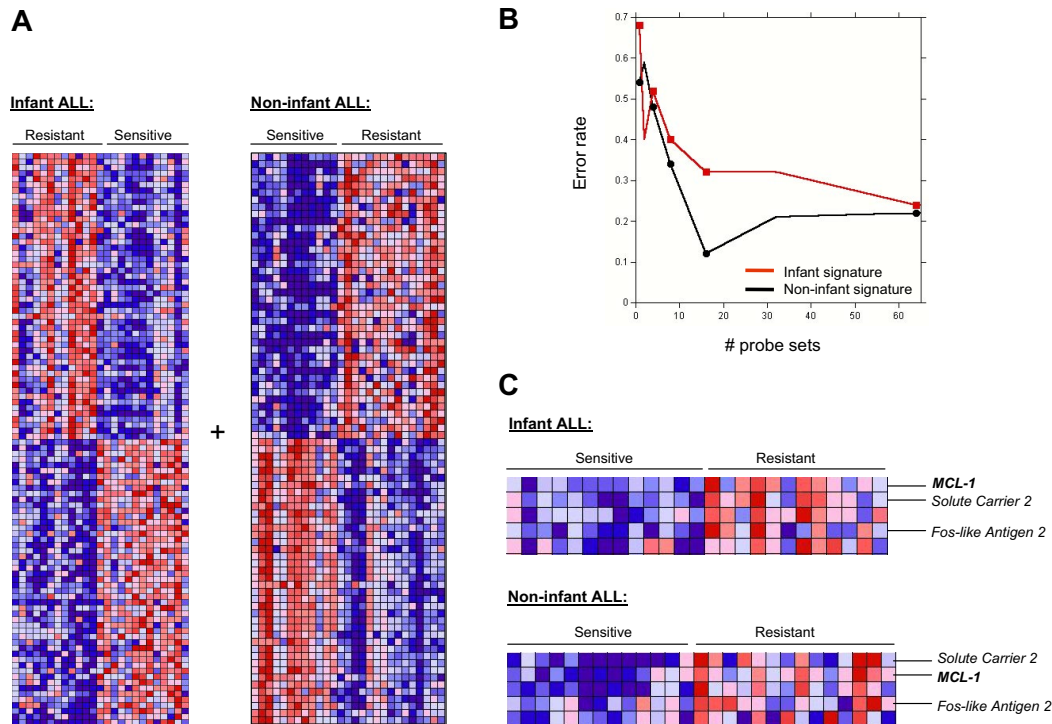 A
Infant ALL:
Resistant
Sensitive
Non-infant ALL:
Sensitive
Resistant
+
B
0.7
0.6
0.5
0.4
0.3
0.2
0.1
0
Error rate
Infant signature
Non-infant signature
0 10 20 30 40 50 60
# probe sets
C
Infant ALL:
Sensitive
Resistant
MCL-1
Solute Carrier 2
Fos-like Antigen 2
Non-infant ALL:
Sensitive
Resistant
Solute Carrier 2
MCL-1
Fos-like Antigen 2